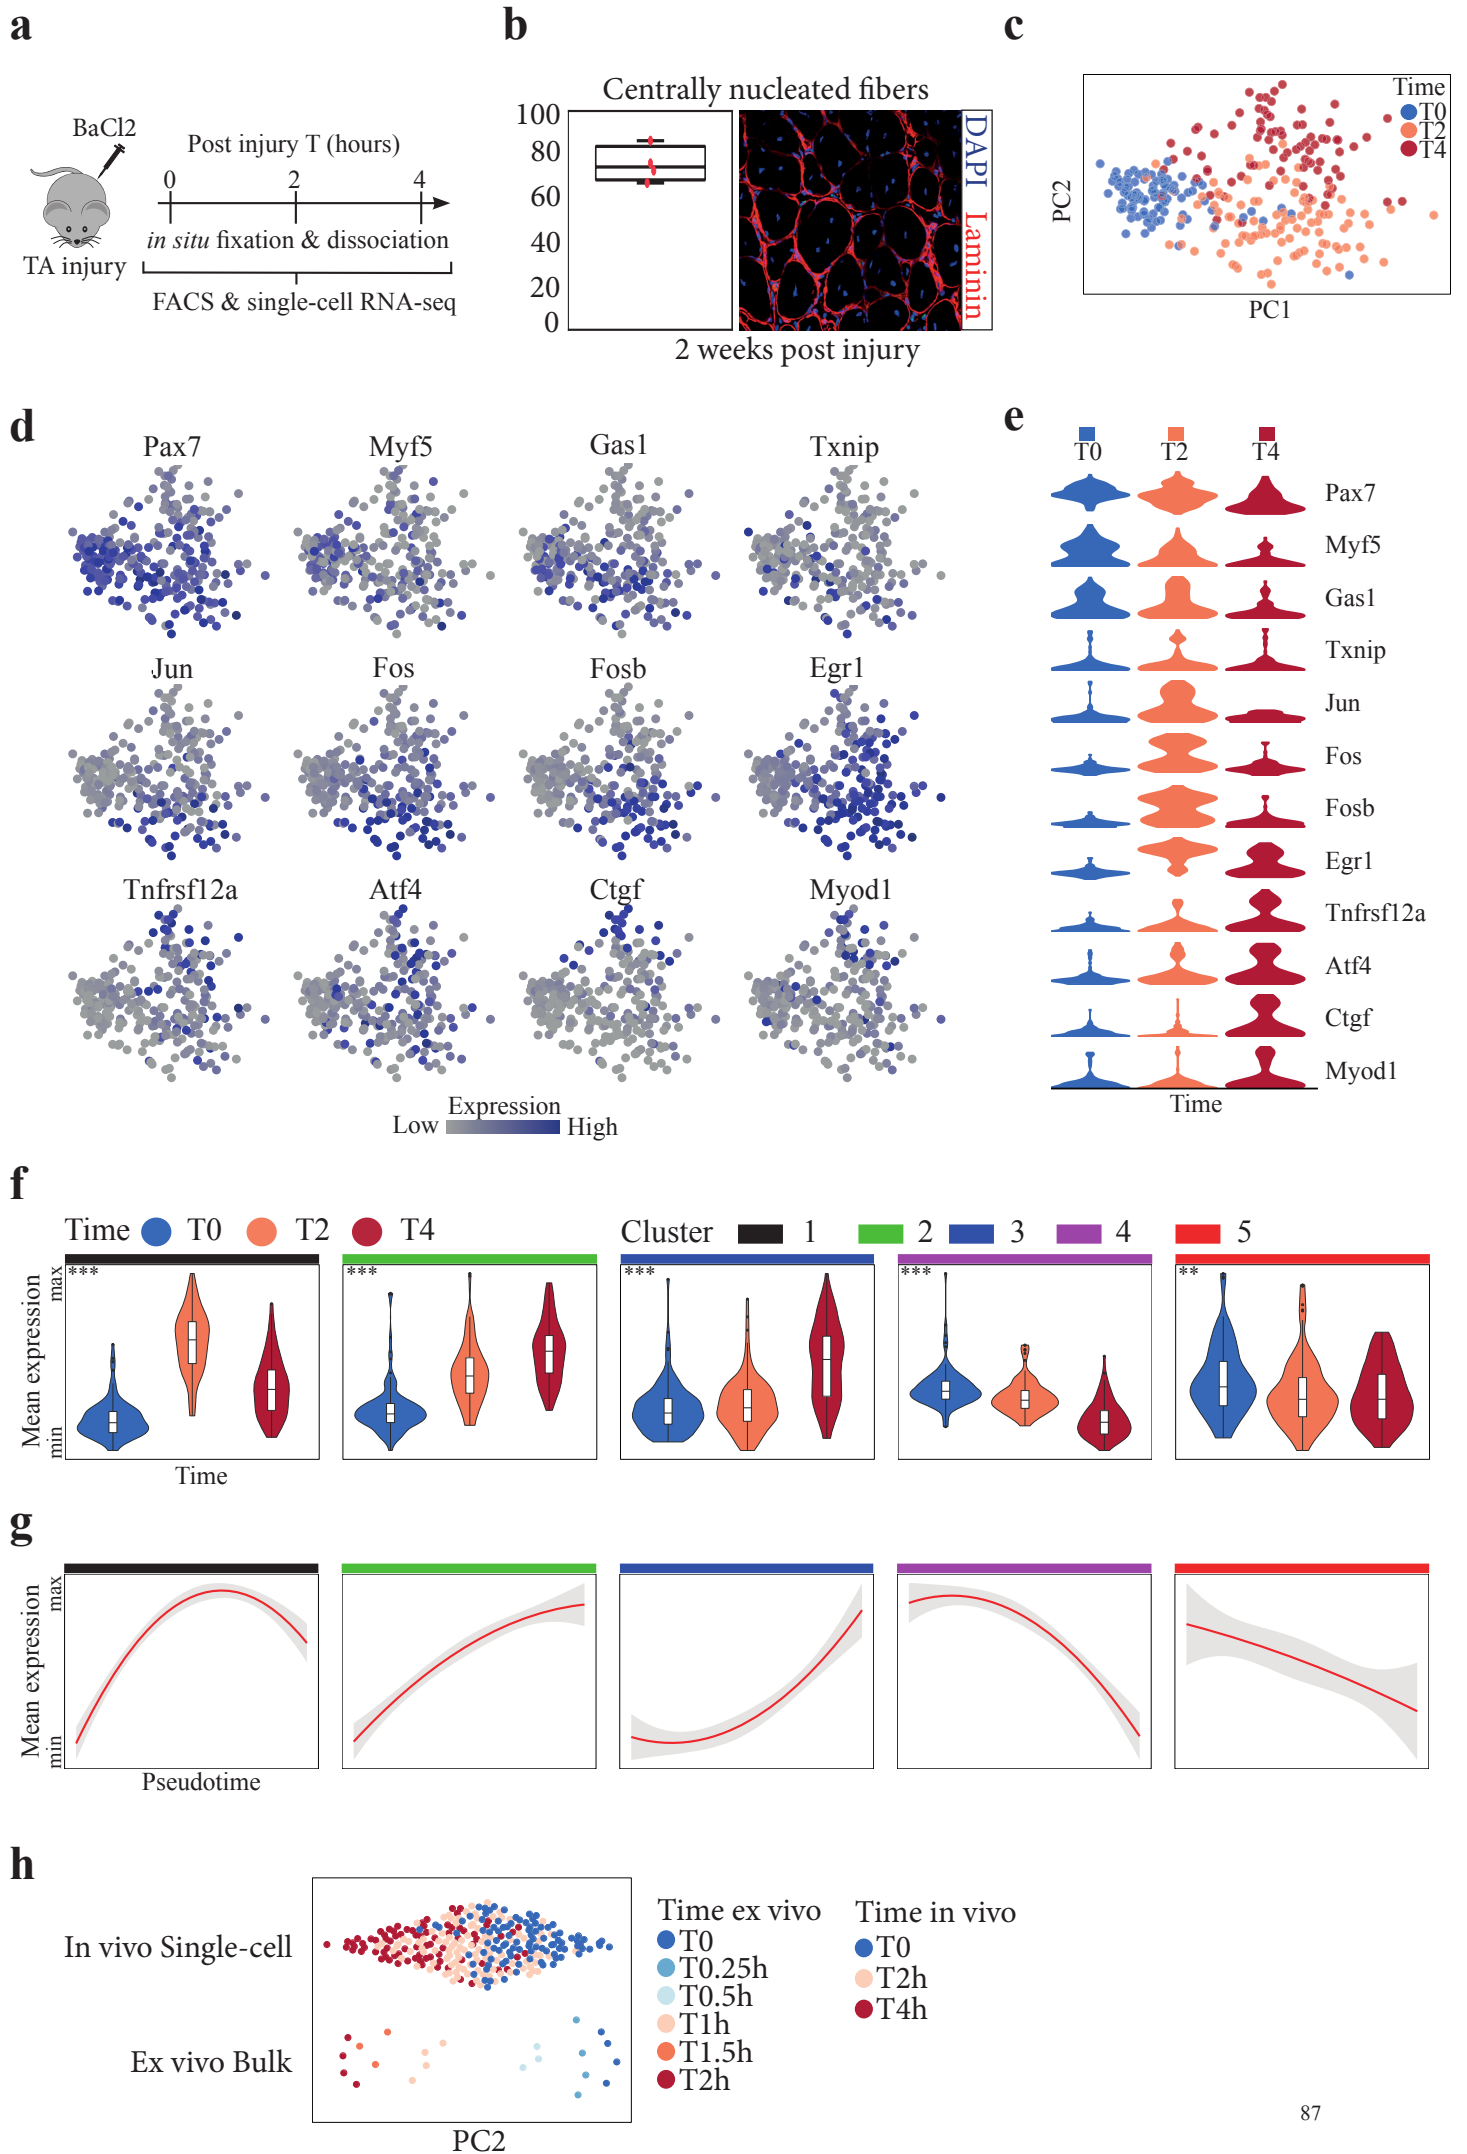 a
BaCl2
Post injury T (hours)
0 2 4
in situ fixation & dissociation
TA injury
FACS & single-cell RNA-seq
b
Centrally nucleated fibers
100
80
60
40
20
0
DAPI Laminin
2 weeks post injury
c
Time
T0
T2
T4
PC2
PC1
d
Pax7 Myf5 Gas1 Txnip
Jun Fos Fosb Egr1
Tnfrsf12a Atf4 Ctgf Myod1
Expression
Low High
e
T0 T2 T4
Pax7
Myf5
Gas1
Txnip
Jun
Fos
Fosb
Egr1
Tnfrsf12a
Atf4
Ctgf
Myod1
Time
f
Time T0 T2 T4 Cluster 1 2 3 4 5
*** *** *** *** **
Mean expression
min max
Time
g
Mean expression
min max
Pseudotime
h
In vivo Single-cell
Ex vivo Bulk
PC2
Time ex vivo
T0
T0.25h
T0.5h
T1h
T1.5h
T2h
Time in vivo
T0
T2h
T4h
87